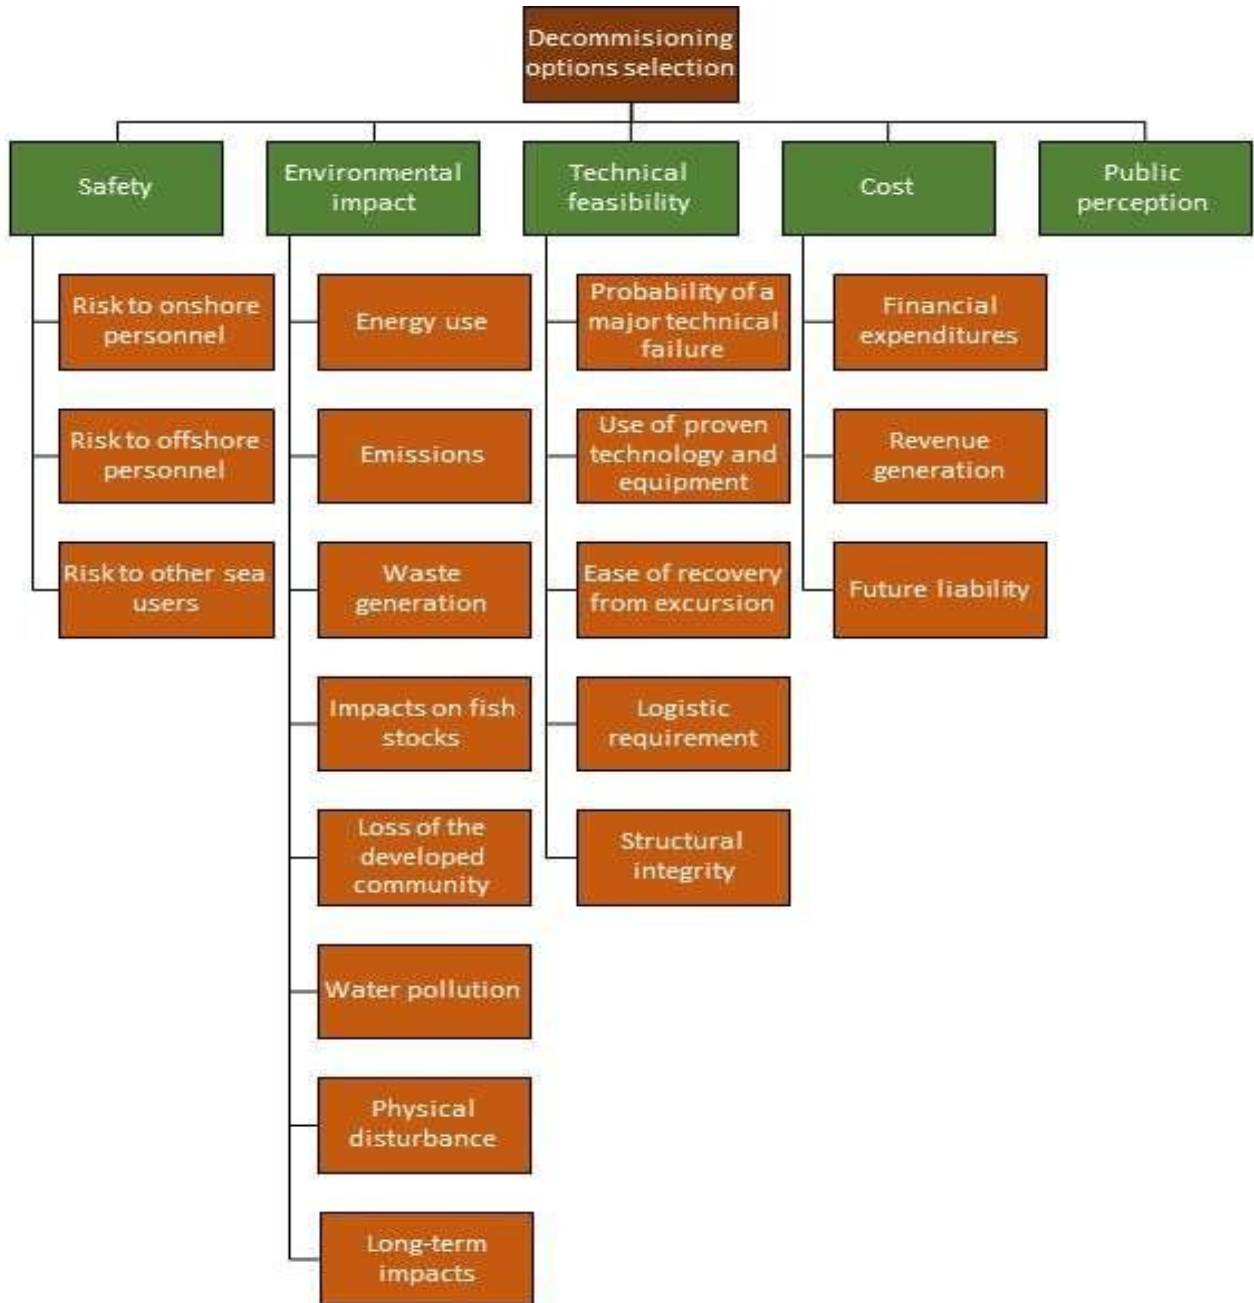 Decommisioning
options selection
Safety
Environmental
impact
Technical
feasibility
Cost
Public
perception
Risk to onshore
personnel
Risk to offshore
personnel
Risk to other sea
users
Energy use
Emissions
Waste
generation
Impacts on fish
stocks
Loss of the
developed
community
Water pollution
Physical
disturbance
Long-term
impacts
Probability of a
major technical
failure
Use of proven
technology and
equipment
Ease of recovery
from excursion
Logistic
requirement
Structural
integrity
Financial
expenditures
Revenue
generation
Future liability